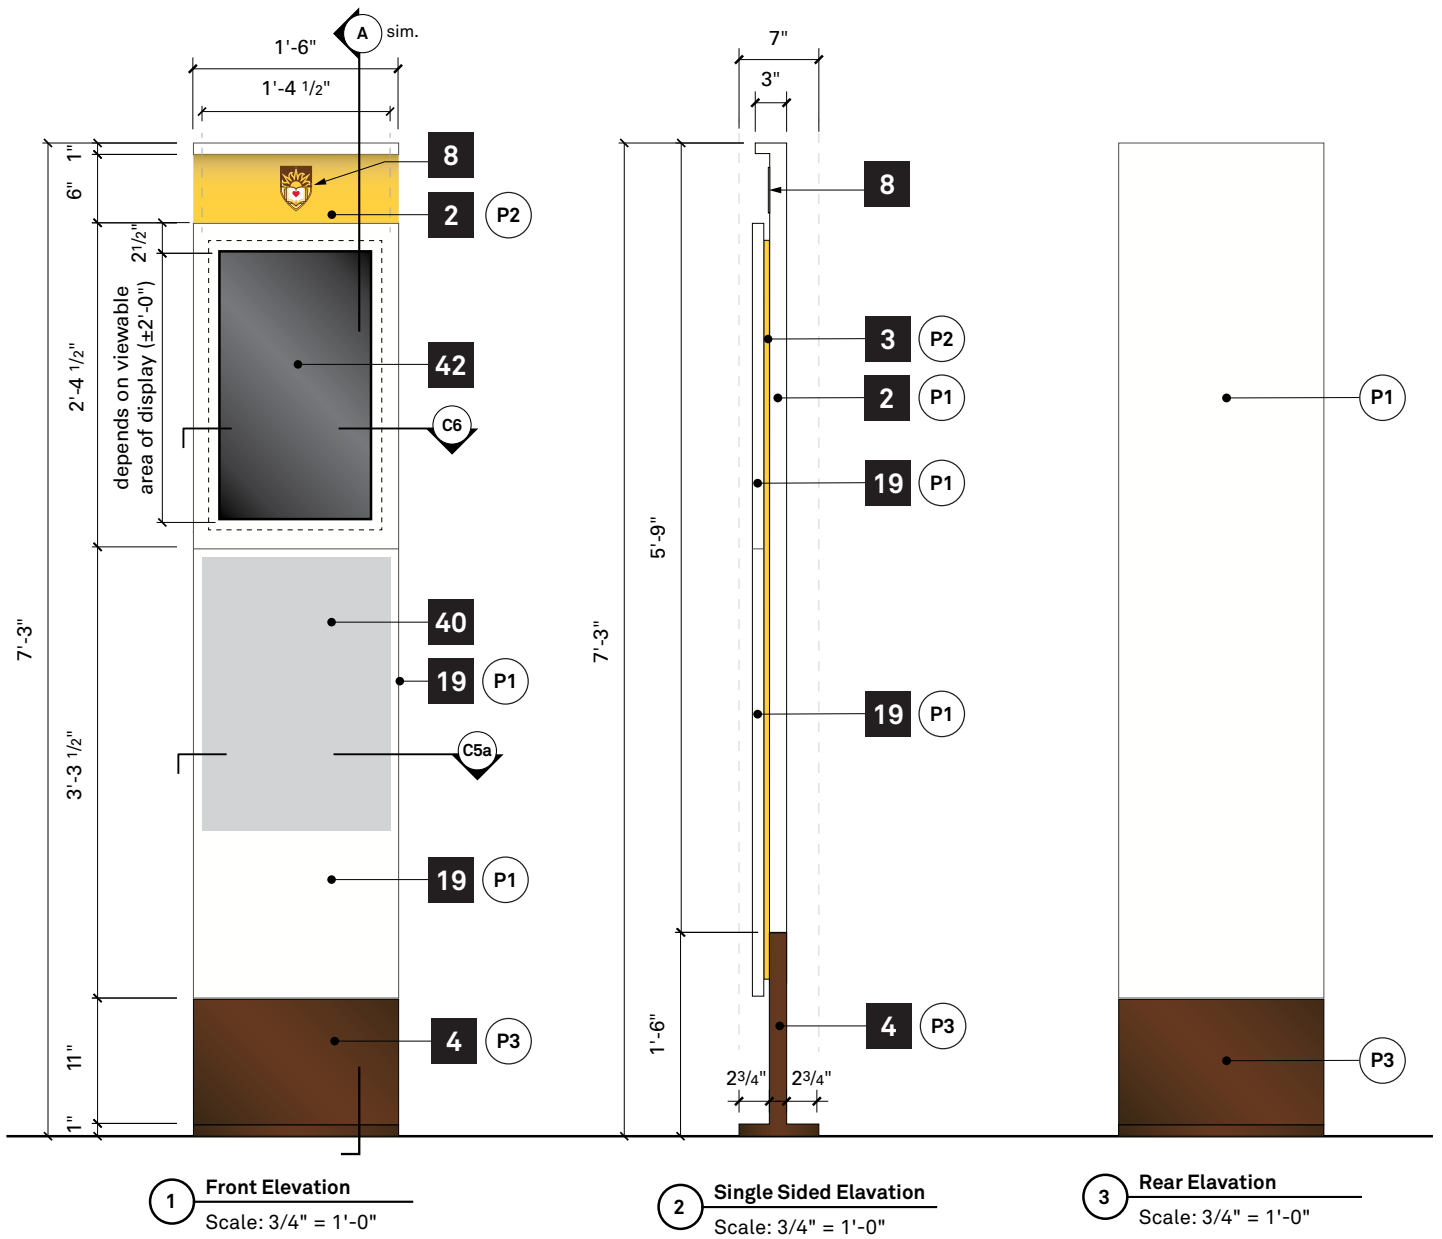 A sim.
1'-6"
1'-4 1/2"
7"
3"
1"
6"
2 1/2"
2'-4 1/2"
depends on viewable
area of display (±2'-0")
7'-3"
3'-3 1/2"
11"
1"
8
2 P2
42
C6
40
19 P1
C5a
19 P1
4 P3
8
3 P2
2 P1
19 P1
5'-9"
7'-3"
19 P1
1'-6"
4 P3
2 3/4" 2 3/4"
P1
P3
1 Front Elevation
Scale: 3/4" = 1'-0"
2 Single Sided Elavation
Scale: 3/4" = 1'-0"
3 Rear Elavation
Scale: 3/4" = 1'-0"